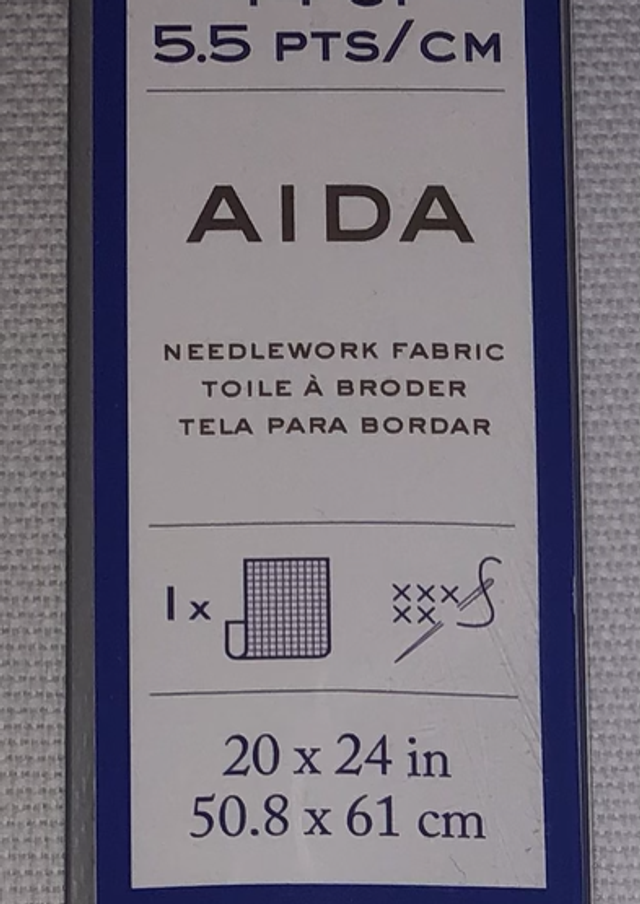 5.5 PTS/CM
AIDA
NEEDLEWORK FABRIC
TOILE À BRODER
TELA PARA BORDAR
1 x
20 x 24 in
50.8 x 61 cm